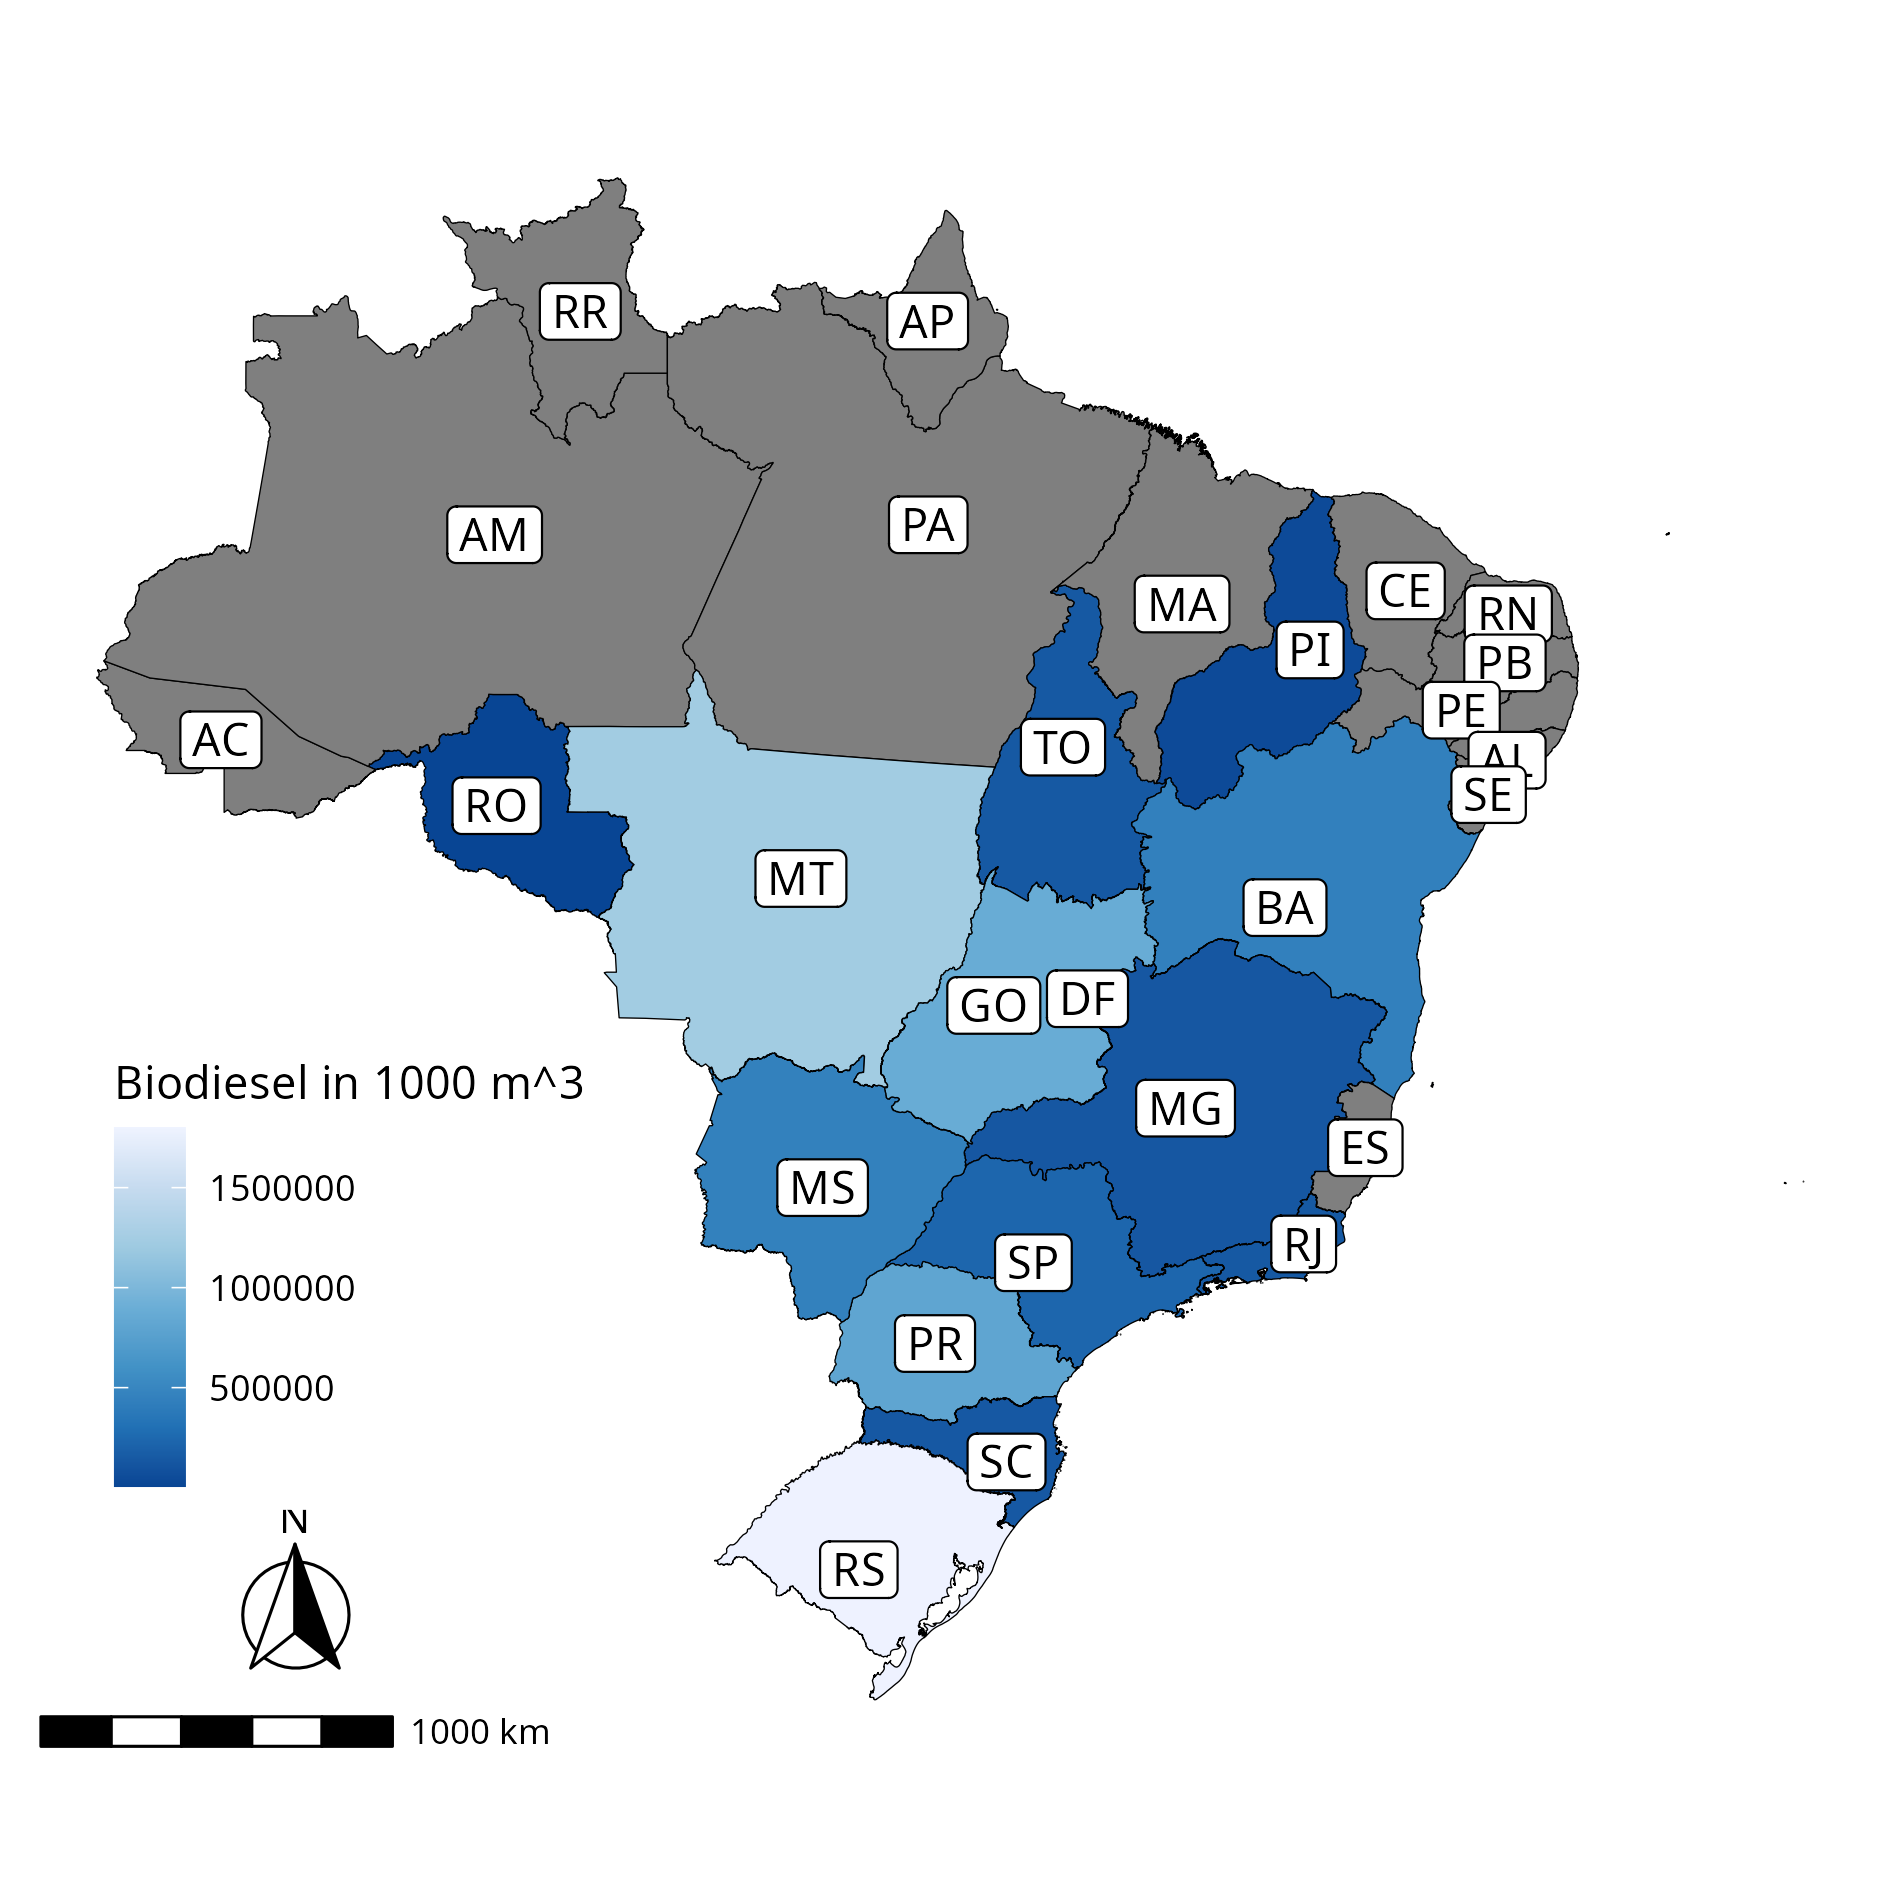 RR
AP
PA
AM
CE
MA
RN
PI
PB
PE
AC
TO
AL
SE
RO
MT
BA
DF
GO
Biodiesel in 1000 m^3
1500000
1000000
500000
MG
ES
MS
RJ
SP
PR
SC
RS
N
1000 km